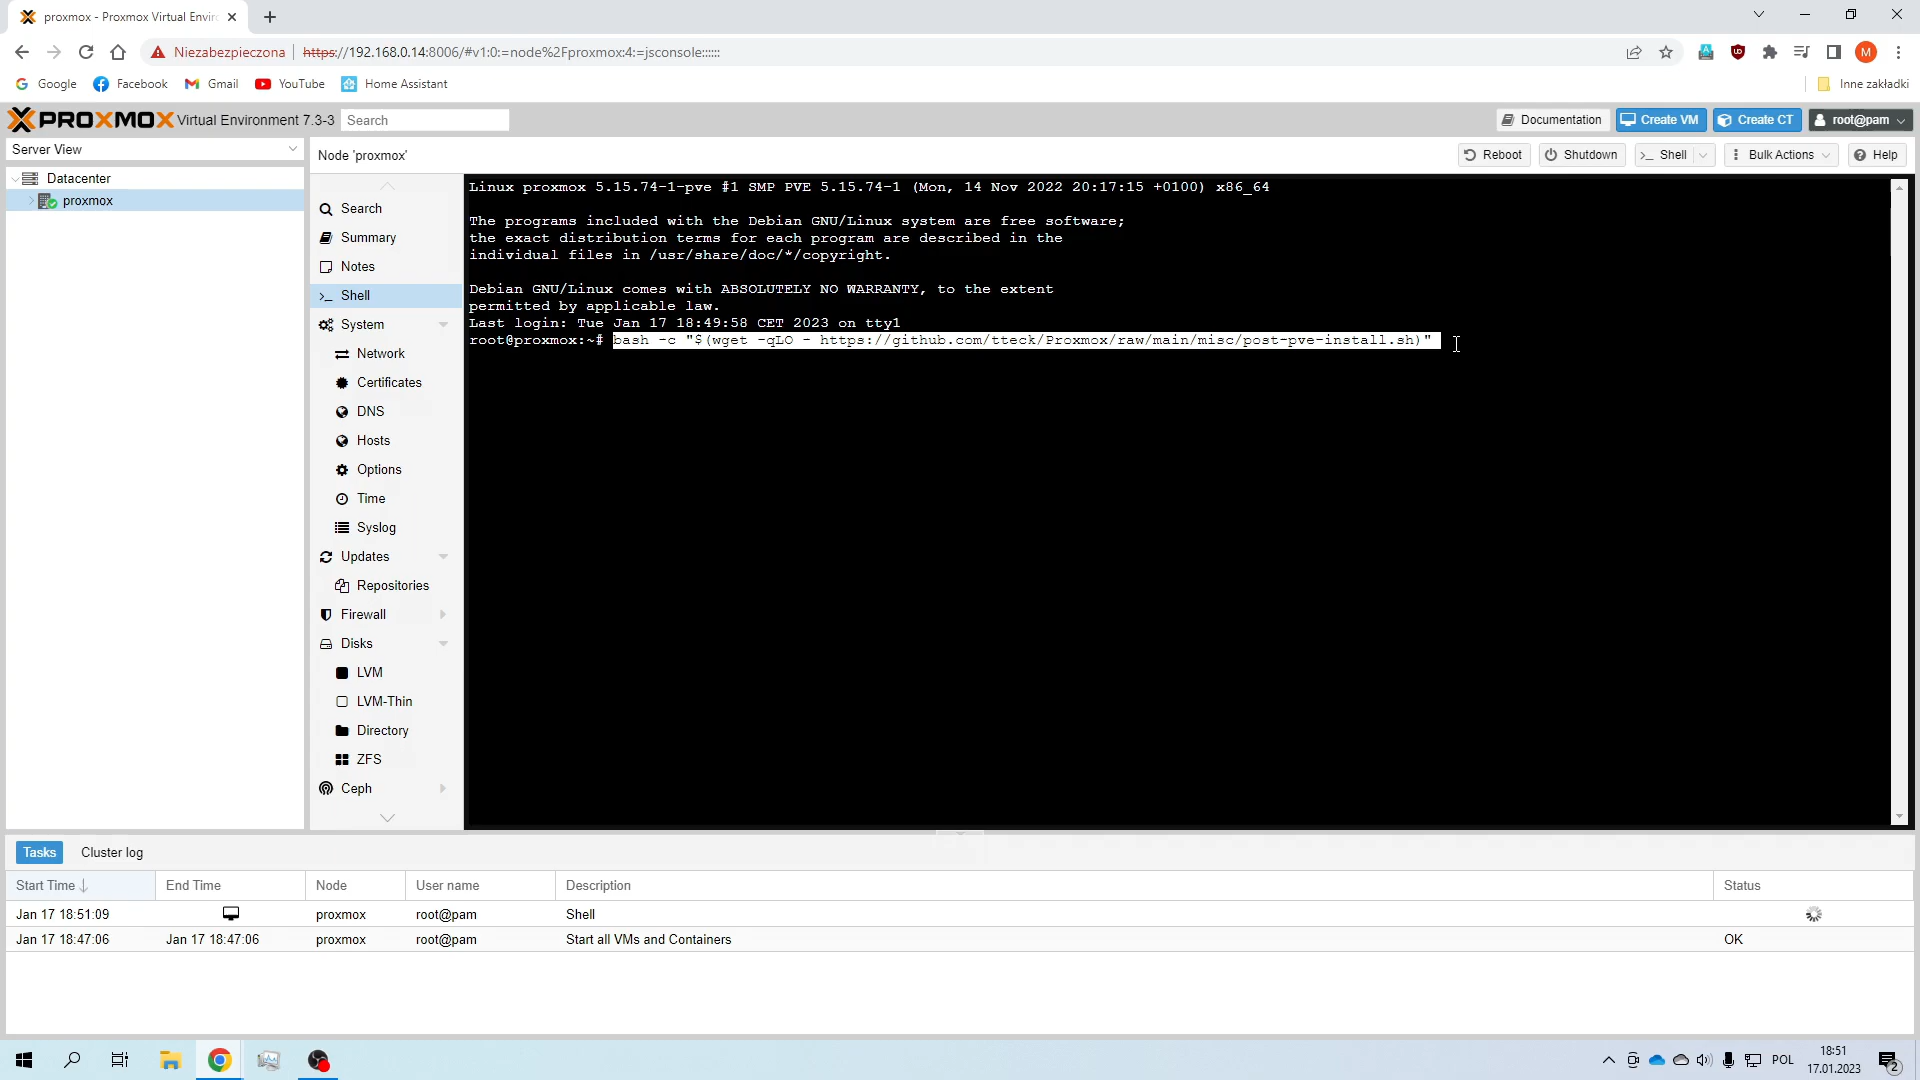 proxmox - Proxmox Virtual Enviro
Niezabezpieczona https://192.168.0.14:8006/#v1:0:=node%2Fproxmox:4:=jsconsole::::::
M
Google Facebook Gmail YouTube Home Assistant Inne zakładki
PROXMOX Virtual Environment 7.3-3 Search Documentation Create VM Create CT root@pam
Server View
Node 'proxmox' Reboot Shutdown Shell Bulk Actions Help
Datacenter
proxmox
Search
Summary
Notes
Shell
System
Network
Certificates
DNS
Hosts
Options
Time
Syslog
Updates
Repositories
Firewall
Disks
LVM
LVM-Thin
Directory
ZFS
Ceph
Linux proxmox 5.15.74-1-pve #1 SMP PVE 5.15.74-1 (Mon, 14 Nov 2022 20:17:15 +0100) x86_64
The programs included with the Debian GNU/Linux system are free software;
the exact distribution terms for each program are described in the
individual files in /usr/share/doc/*/copyright.
Debian GNU/Linux comes with ABSOLUTELY NO WARRANTY, to the extent
permitted by applicable law.
Last login: Tue Jan 17 18:49:58 CET 2023 on tty1
root@proxmox:~# bash -c "$(wget -qLO - https://github.com/tteck/Proxmox/raw/main/misc/post-pve-install.sh)"
Tasks Cluster log
Start Time End Time Node User name Description Status
Jan 17 18:51:09 proxmox root@pam Shell
Jan 17 18:47:06 Jan 17 18:47:06 proxmox root@pam Start all VMs and Containers OK
POL 18:51
17.01.2023
2